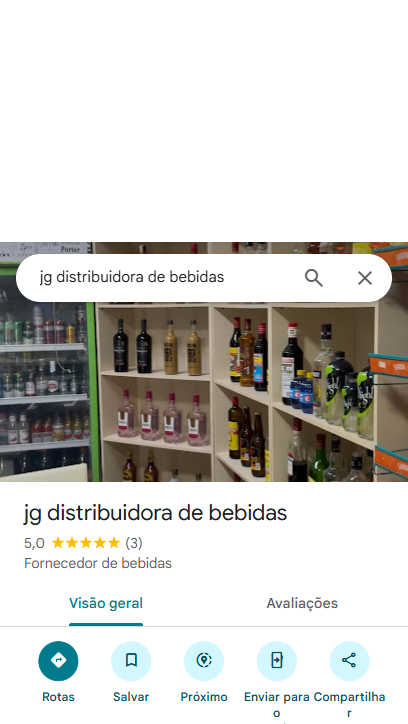 Porter
jg distribuidora de bebidas
jg distribuidora de bebidas
5,0 ★★★★★ (3)
Fornecedor de bebidas
Visão geral
Avaliações
Rotas
Salvar
Próximo
Enviar para o
Compartilhar